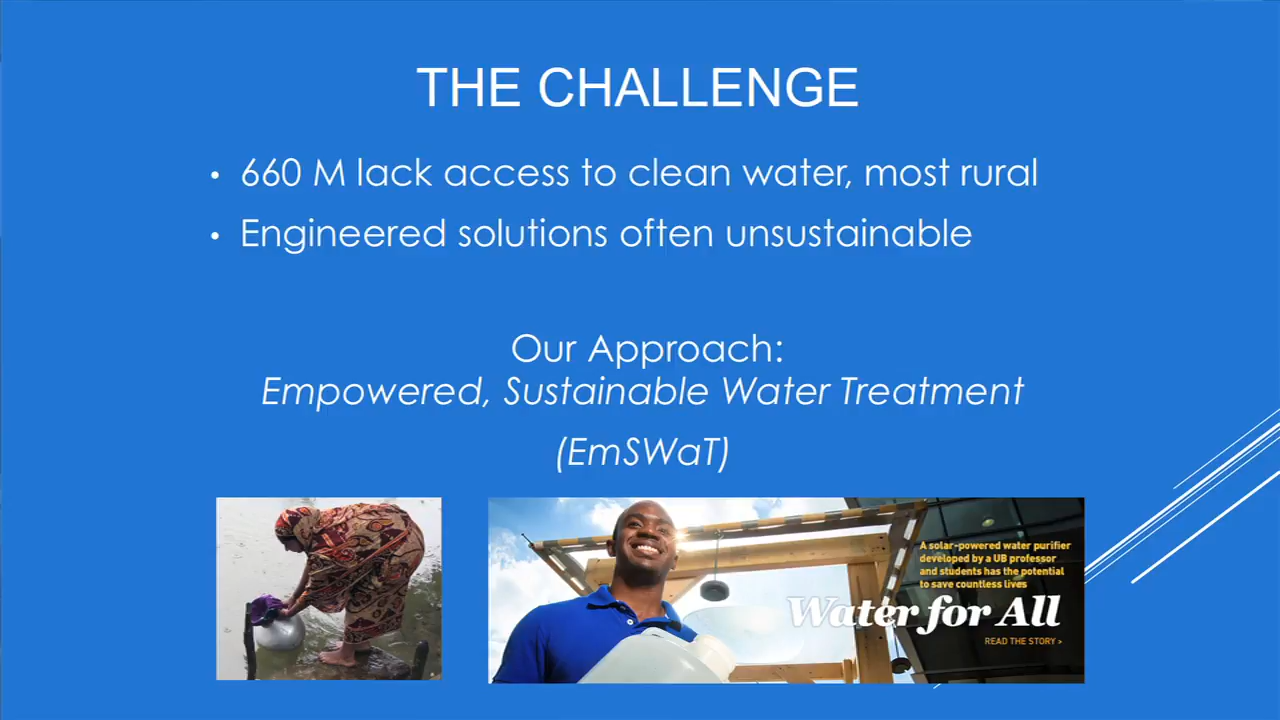 THE CHALLENGE
• 660 M lack access to clean water, most rural
• Engineered solutions often unsustainable
Our Approach:
Empowered, Sustainable Water Treatment
(EmSWaT)
A solar-powered water purifier
developed by a UB professor
and students has the potential
to save countless lives
Water for All
READ THE STORY >